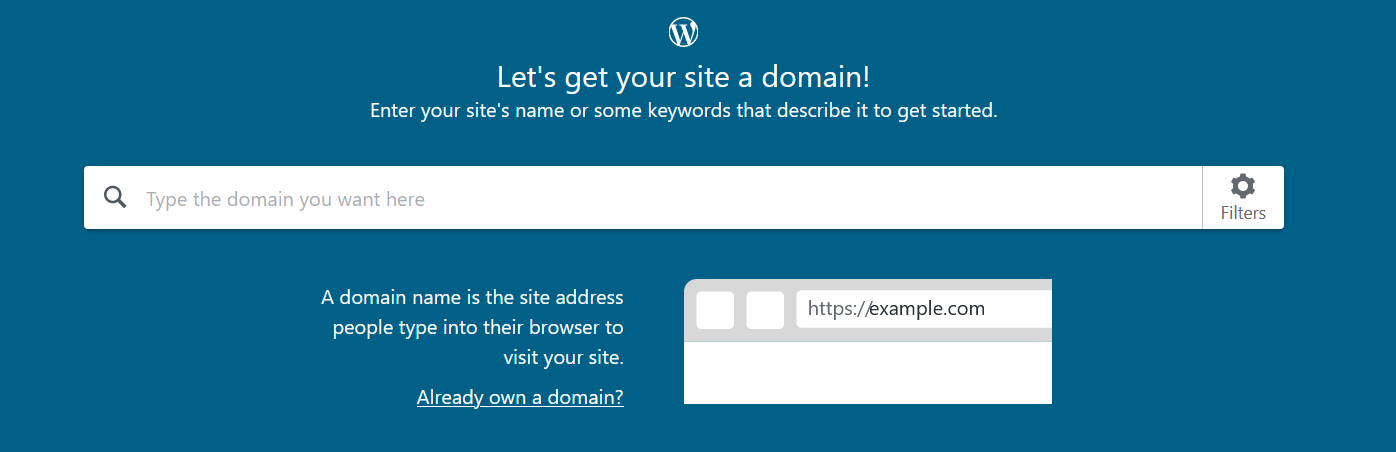 Let's get your site a domain!
Enter your site's name or some keywords that describe it to get started.
Type the domain you want here
Filters
A domain name is the site address
people type into their browser to
visit your site.
Already own a domain?
https://example.com